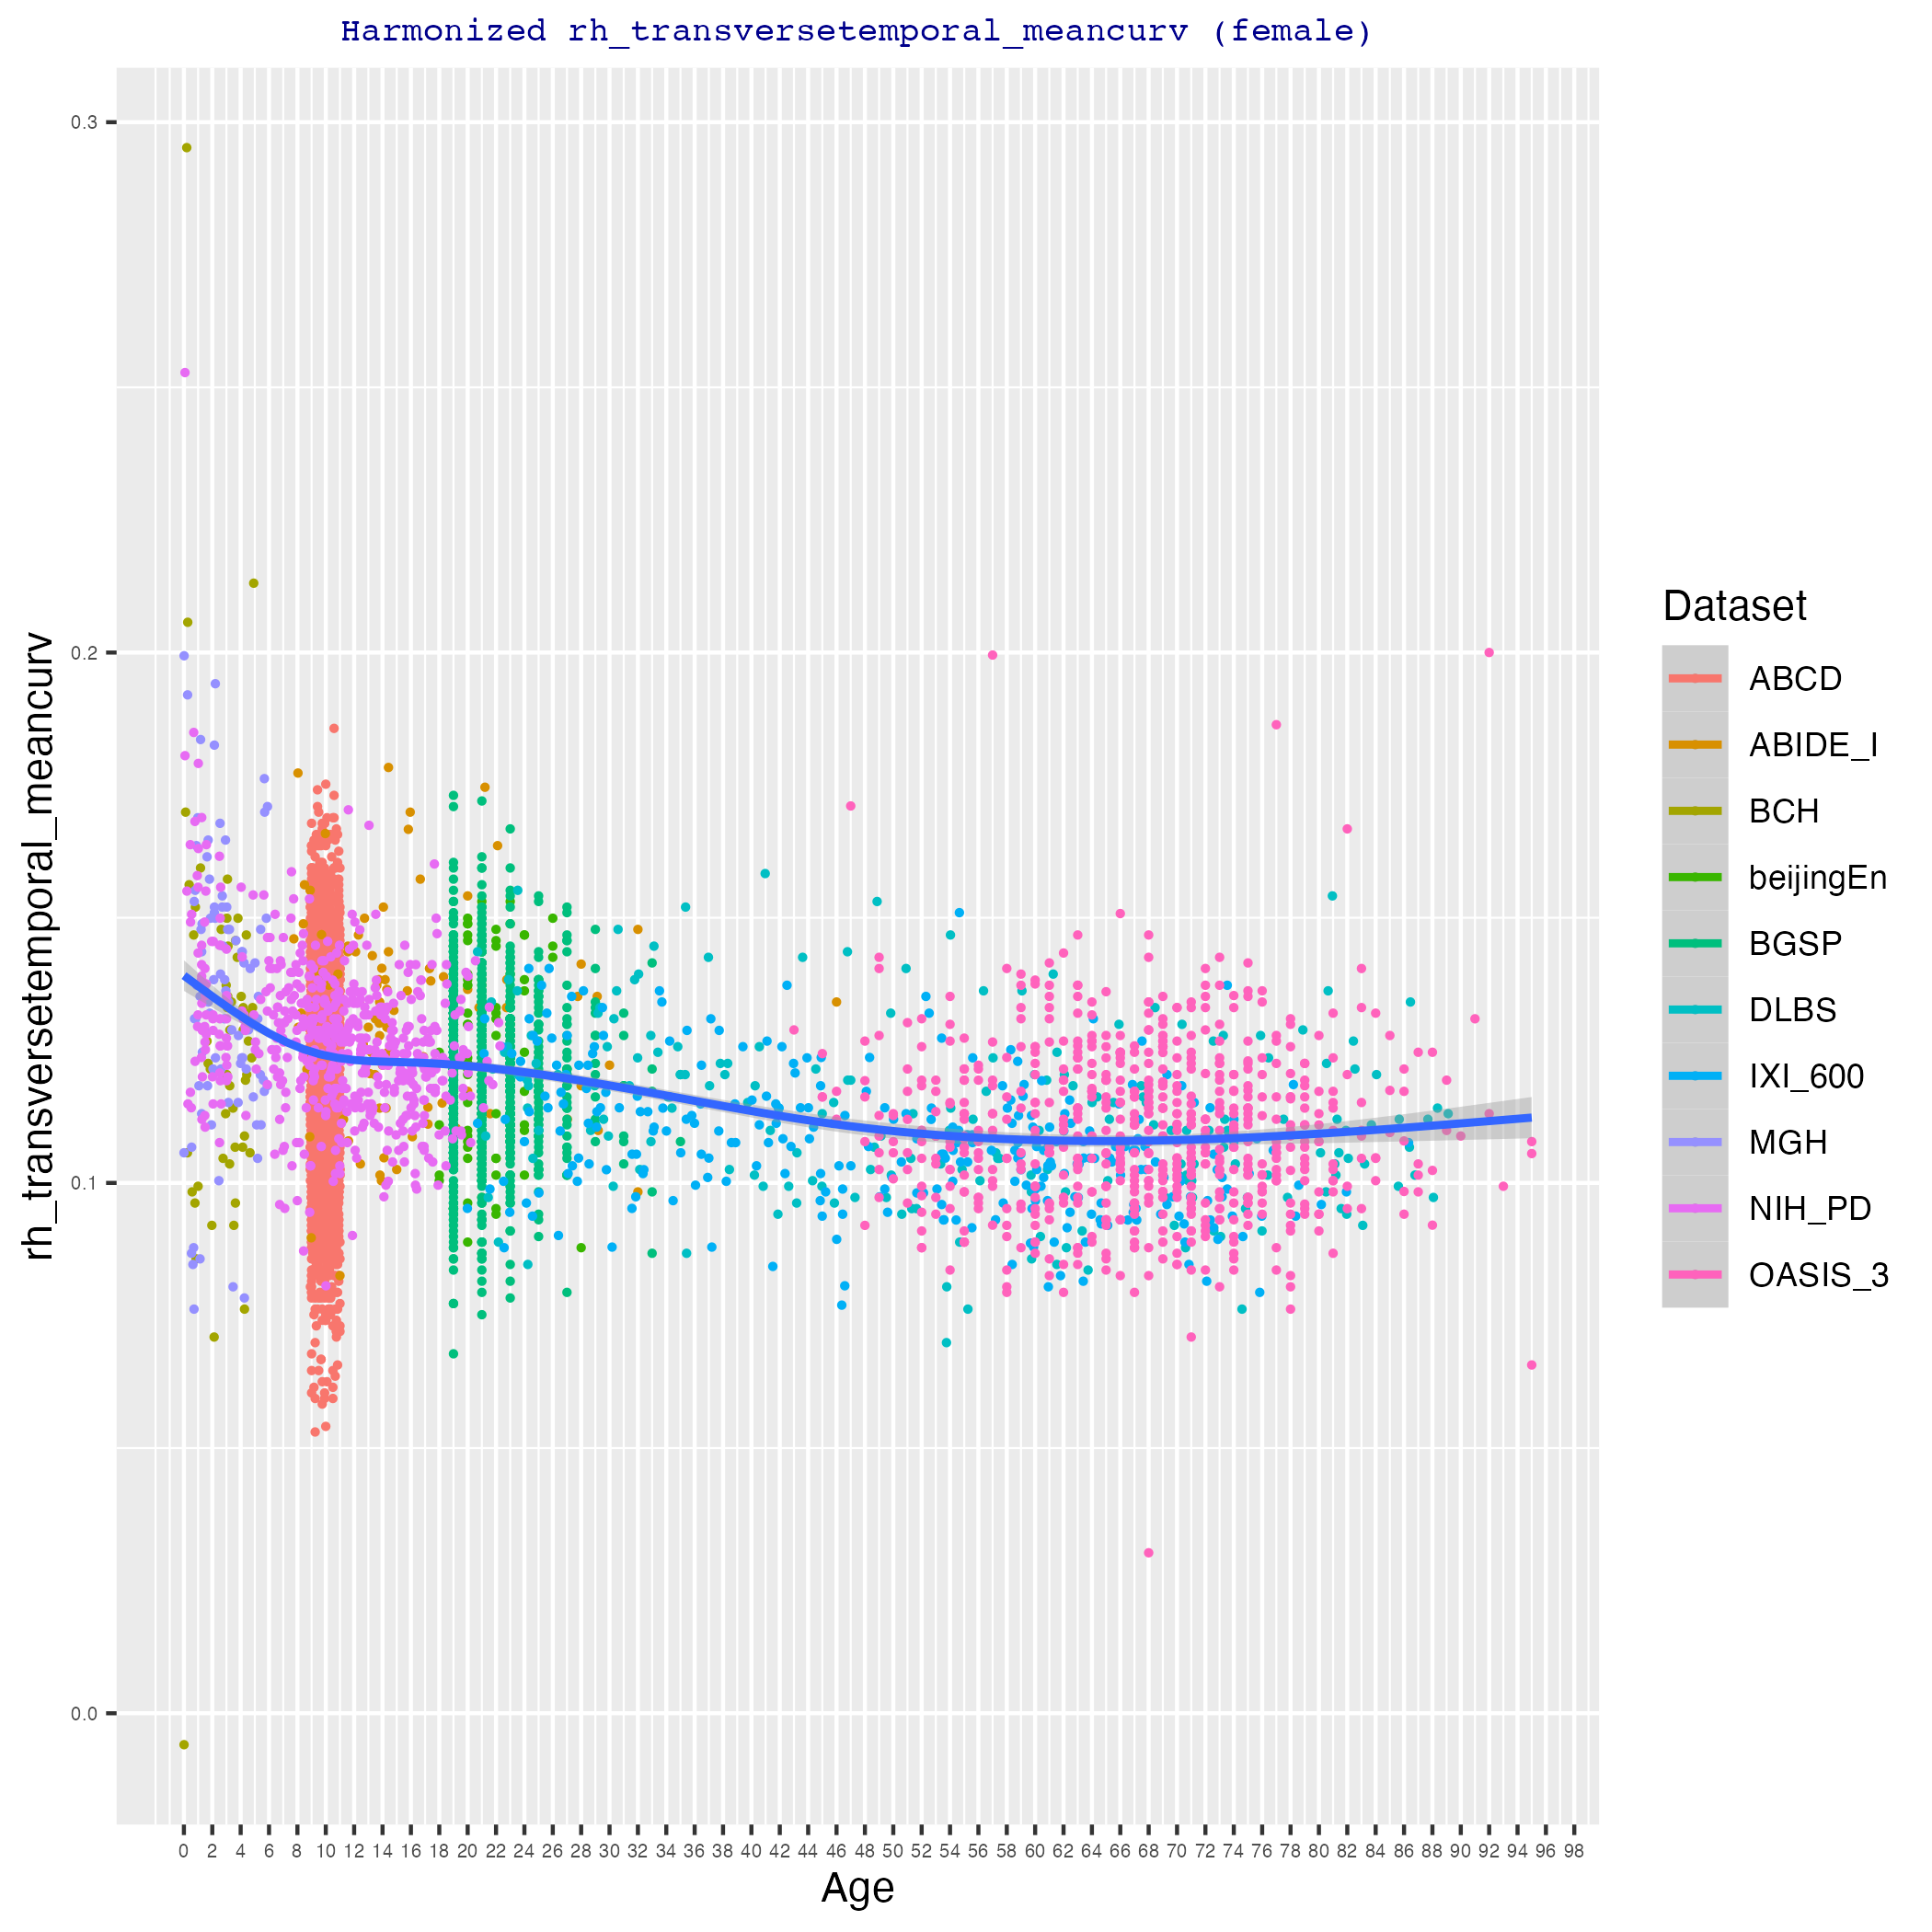 Harmonized rh_transversetemporal_meancurv (female)
rh_transversetemporal_meancurv
0.3
0.2
0.1
0.0
0 2 4 6 8 10 12 14 16 18 20 22 24 26 28 30 32 34 36 38 40 42 44 46 48 50 52 54 56 58 60 62 64 66 68 70 72 74 76 78 80 82 84 86 88 90 92 94 96 98
Age
Dataset
ABCD
ABIDE_I
BCH
beijingEn
BGSP
DLBS
IXI_600
MGH
NIH_PD
OASIS_3